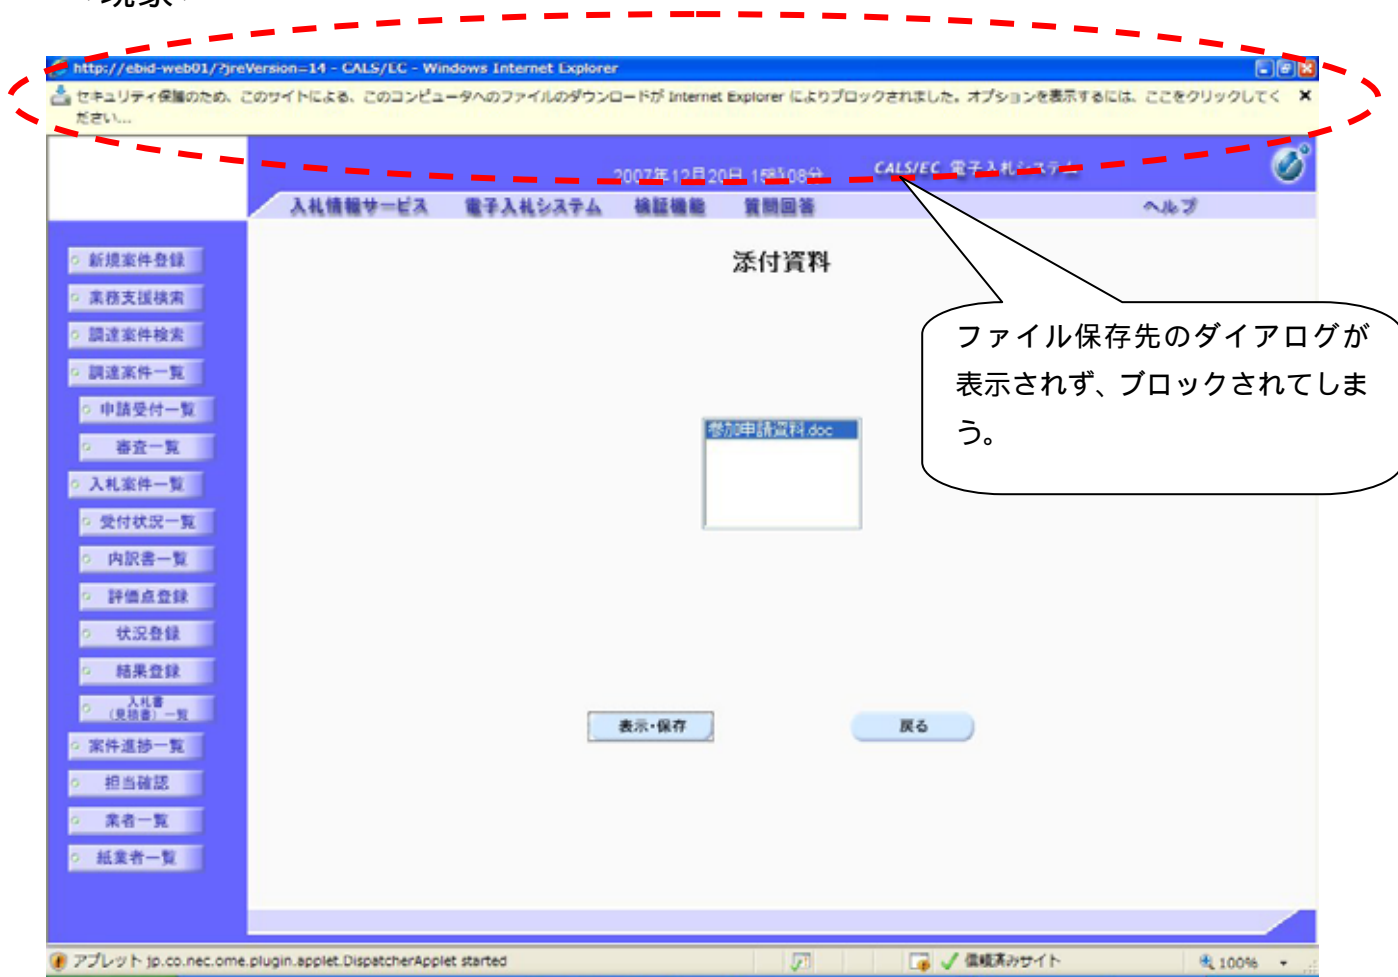 http://ebid-web01/?jreVersion=14 - CALS/EC - Windows Internet Explorer
セキュリティ保護のため、このサイトによる、このコンピュータへのファイルのダウンロードが Internet Explorer によりブロックされました。オプションを表示するには、ここをクリックしてく
ださい...
2007年12月20日 15時08分
CALS/EC 電子入札システム
入札情報サービス 電子入札システム 検証機能 質問回答 ヘルプ
添付資料
新規案件登録
業務支援検索
調達案件検索
調達案件一覧
申請受付一覧
審査一覧
入札案件一覧
受付状況一覧
内訳書一覧
評価点登録
状況登録
結果登録
入札書
(見積書)一覧
案件進捗一覧
担当確認
業者一覧
紙業者一覧
ファイル保存先のダイアログが
表示されず、ブロックされてしま
う。
参加申請資料.doc
表示・保存
戻る
アプレット jp.co.nec.ome.plugin.applet.DispatcherApplet started
信頼済みサイト
100%